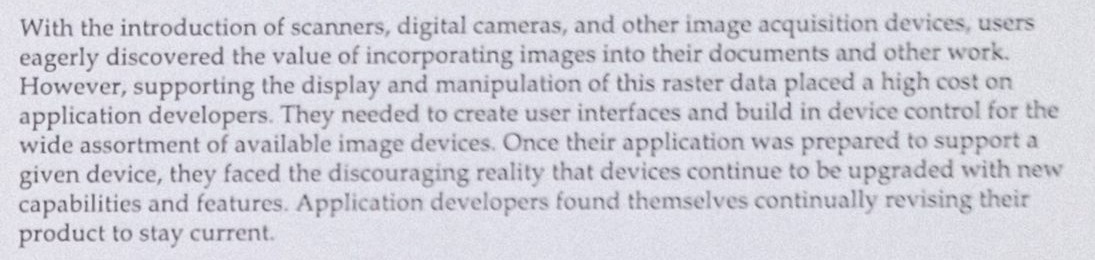 With the introduction of scanners, digital cameras, and other image acquisition devices, users
eagerly discovered the value of incorporating images into their documents and other work.
However, supporting the display and manipulation of this raster data placed a high cost on
application developers. They needed to create user interfaces and build in device control for the
wide assortment of available image devices. Once their application was prepared to support a
given device, they faced the discouraging reality that devices continue to be upgraded with new
capabilities and features. Application developers found themselves continually revising their
product to stay current.